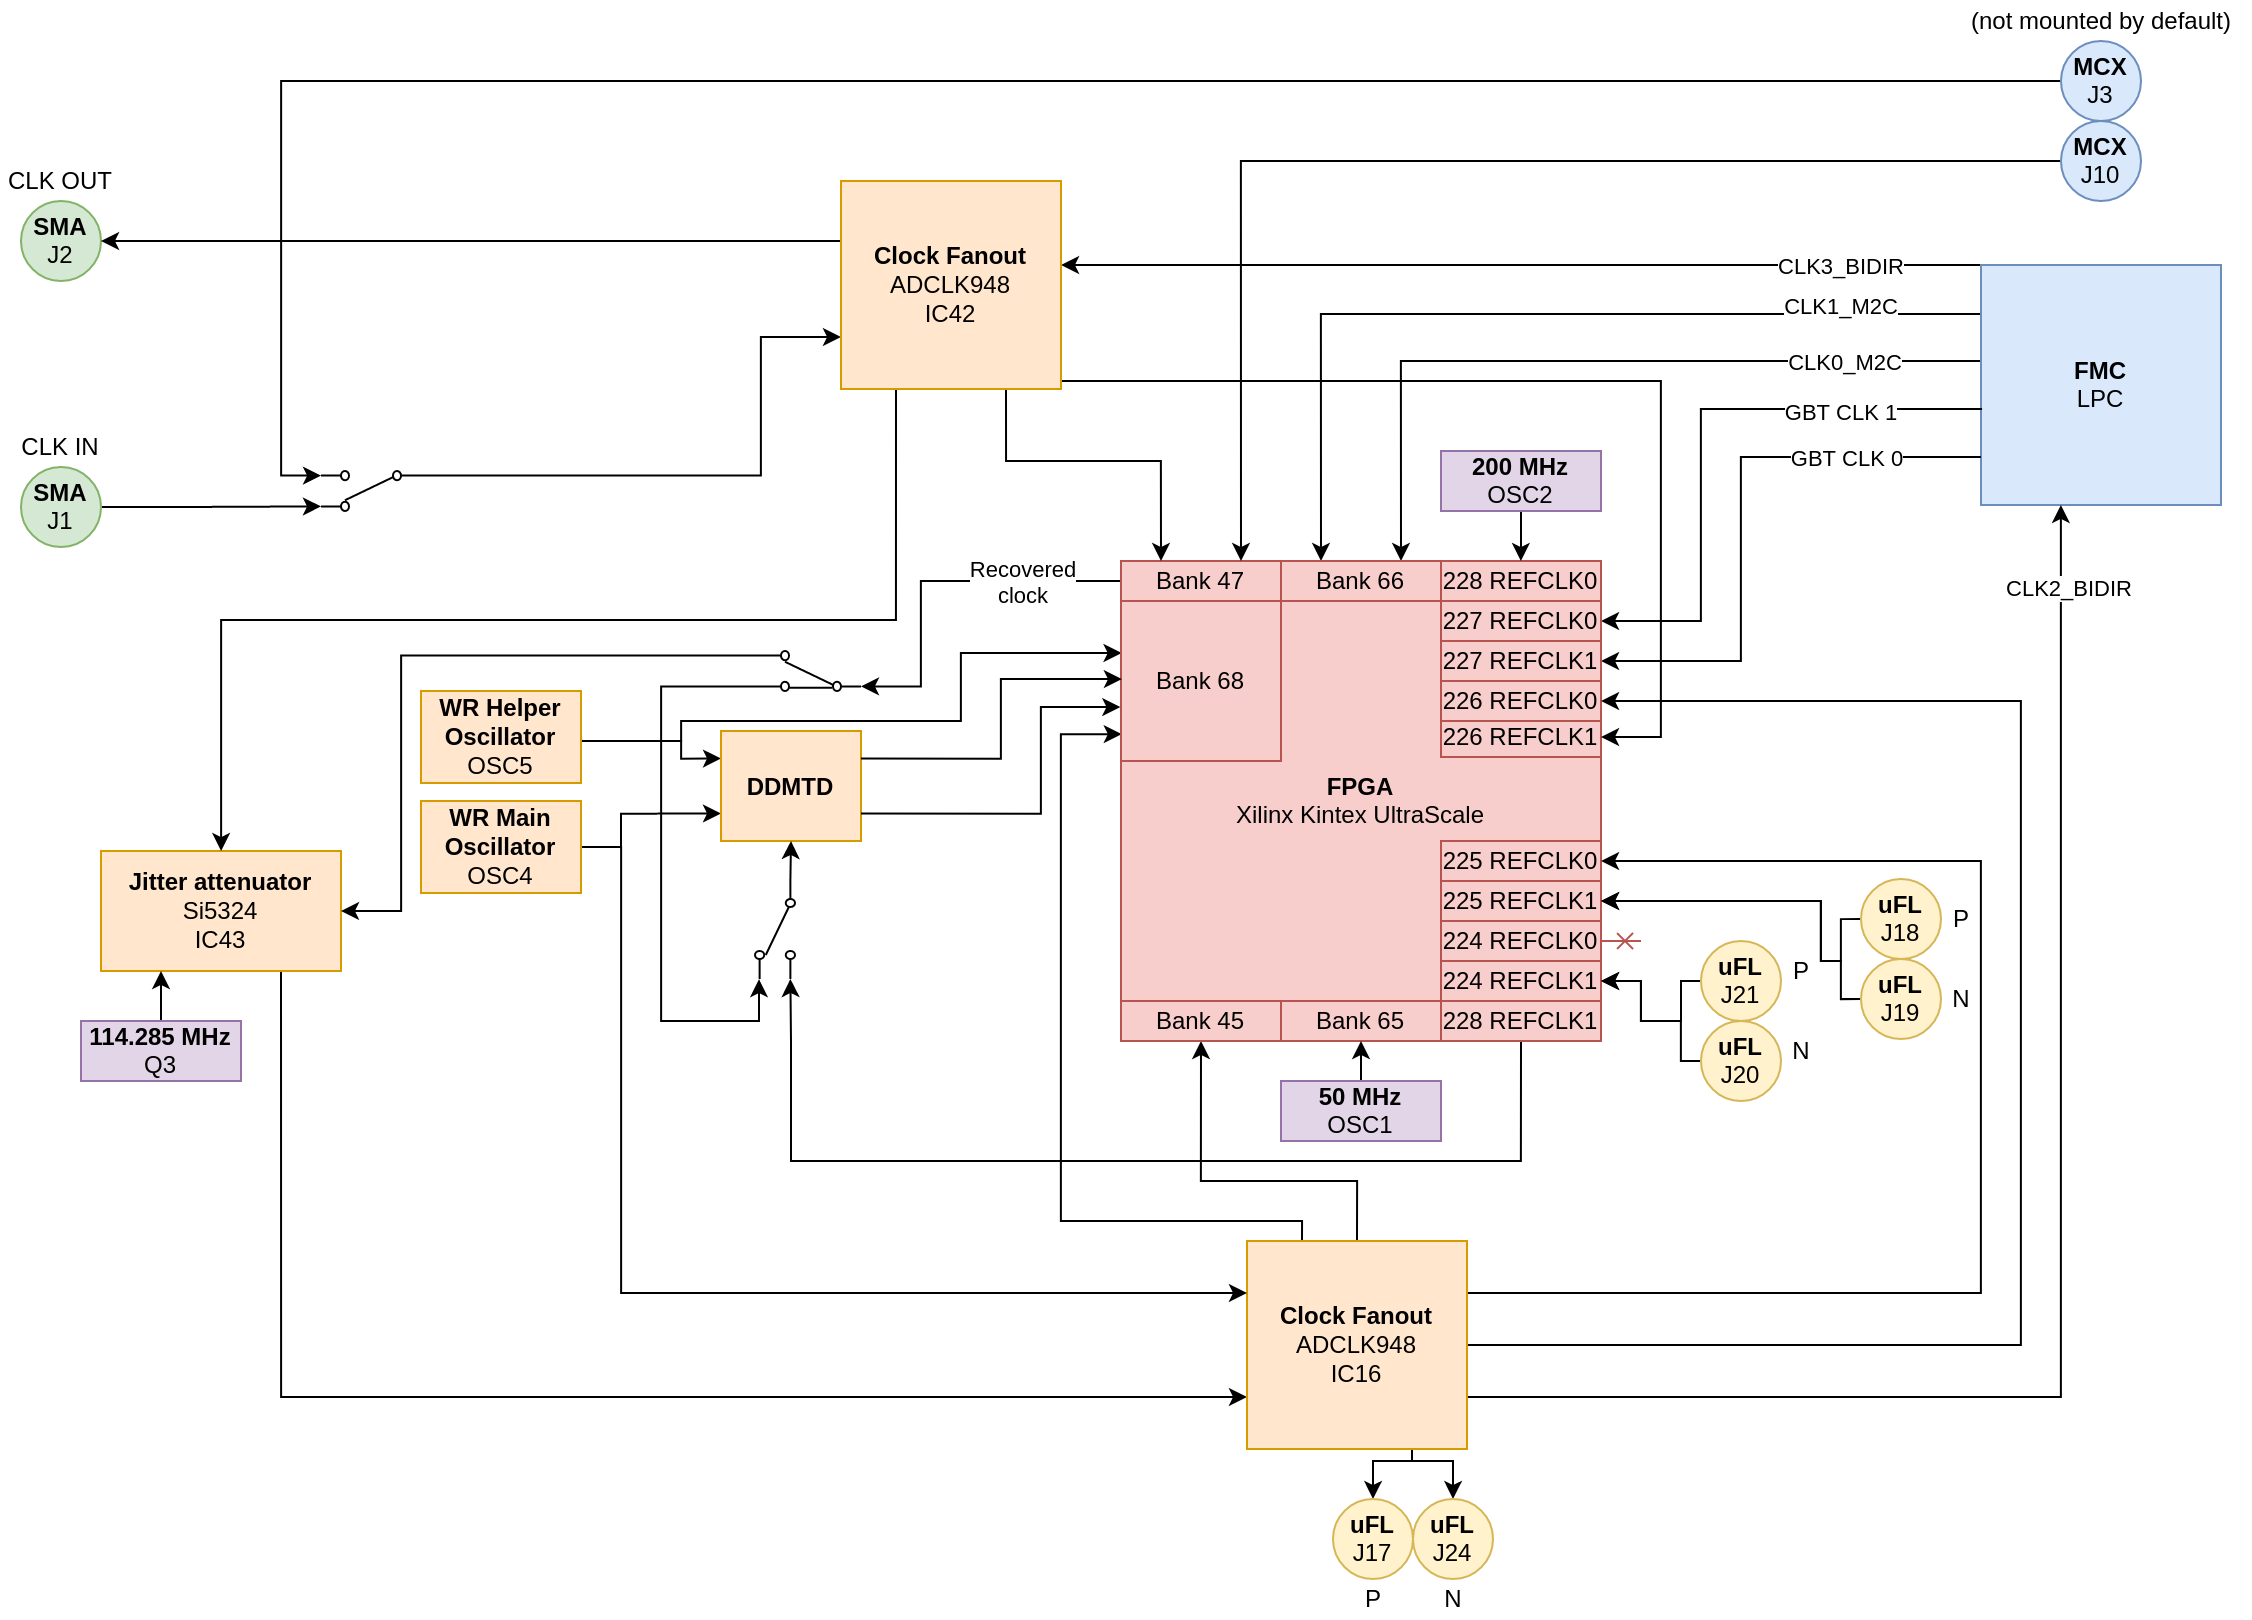 (not mounted by default)
MCX
J3
MCX
J10
CLK OUT
SMA
J2
Clock Fanout
ADCLK948
IC42
CLK3_BIDIR
CLK1_M2C
CLK0_M2C
GBT CLK 1
GBT CLK 0
FMC
LPC
CLK IN
SMA
J1
200 MHz
OSC2
Recovered
clock
Bank 47
Bank 66
228 REFCLK0
227 REFCLK0
227 REFCLK1
226 REFCLK0
226 REFCLK1
Bank 68
CLK2_BIDIR
WR Helper
Oscillator
OSC5
DDMTD
FPGA
Xilinx Kintex UltraScale
WR Main
Oscillator
OSC4
Jitter attenuator
Si5324
IC43
225 REFCLK0
225 REFCLK1
224 REFCLK0
224 REFCLK1
228 REFCLK1
Bank 45
Bank 65
uFL
J18
P
uFL
J19
N
uFL
J21
P
uFL
J20
N
114.285 MHz
Q3
50 MHz
OSC1
Clock Fanout
ADCLK948
IC16
uFL
J17
uFL
J24
P
N